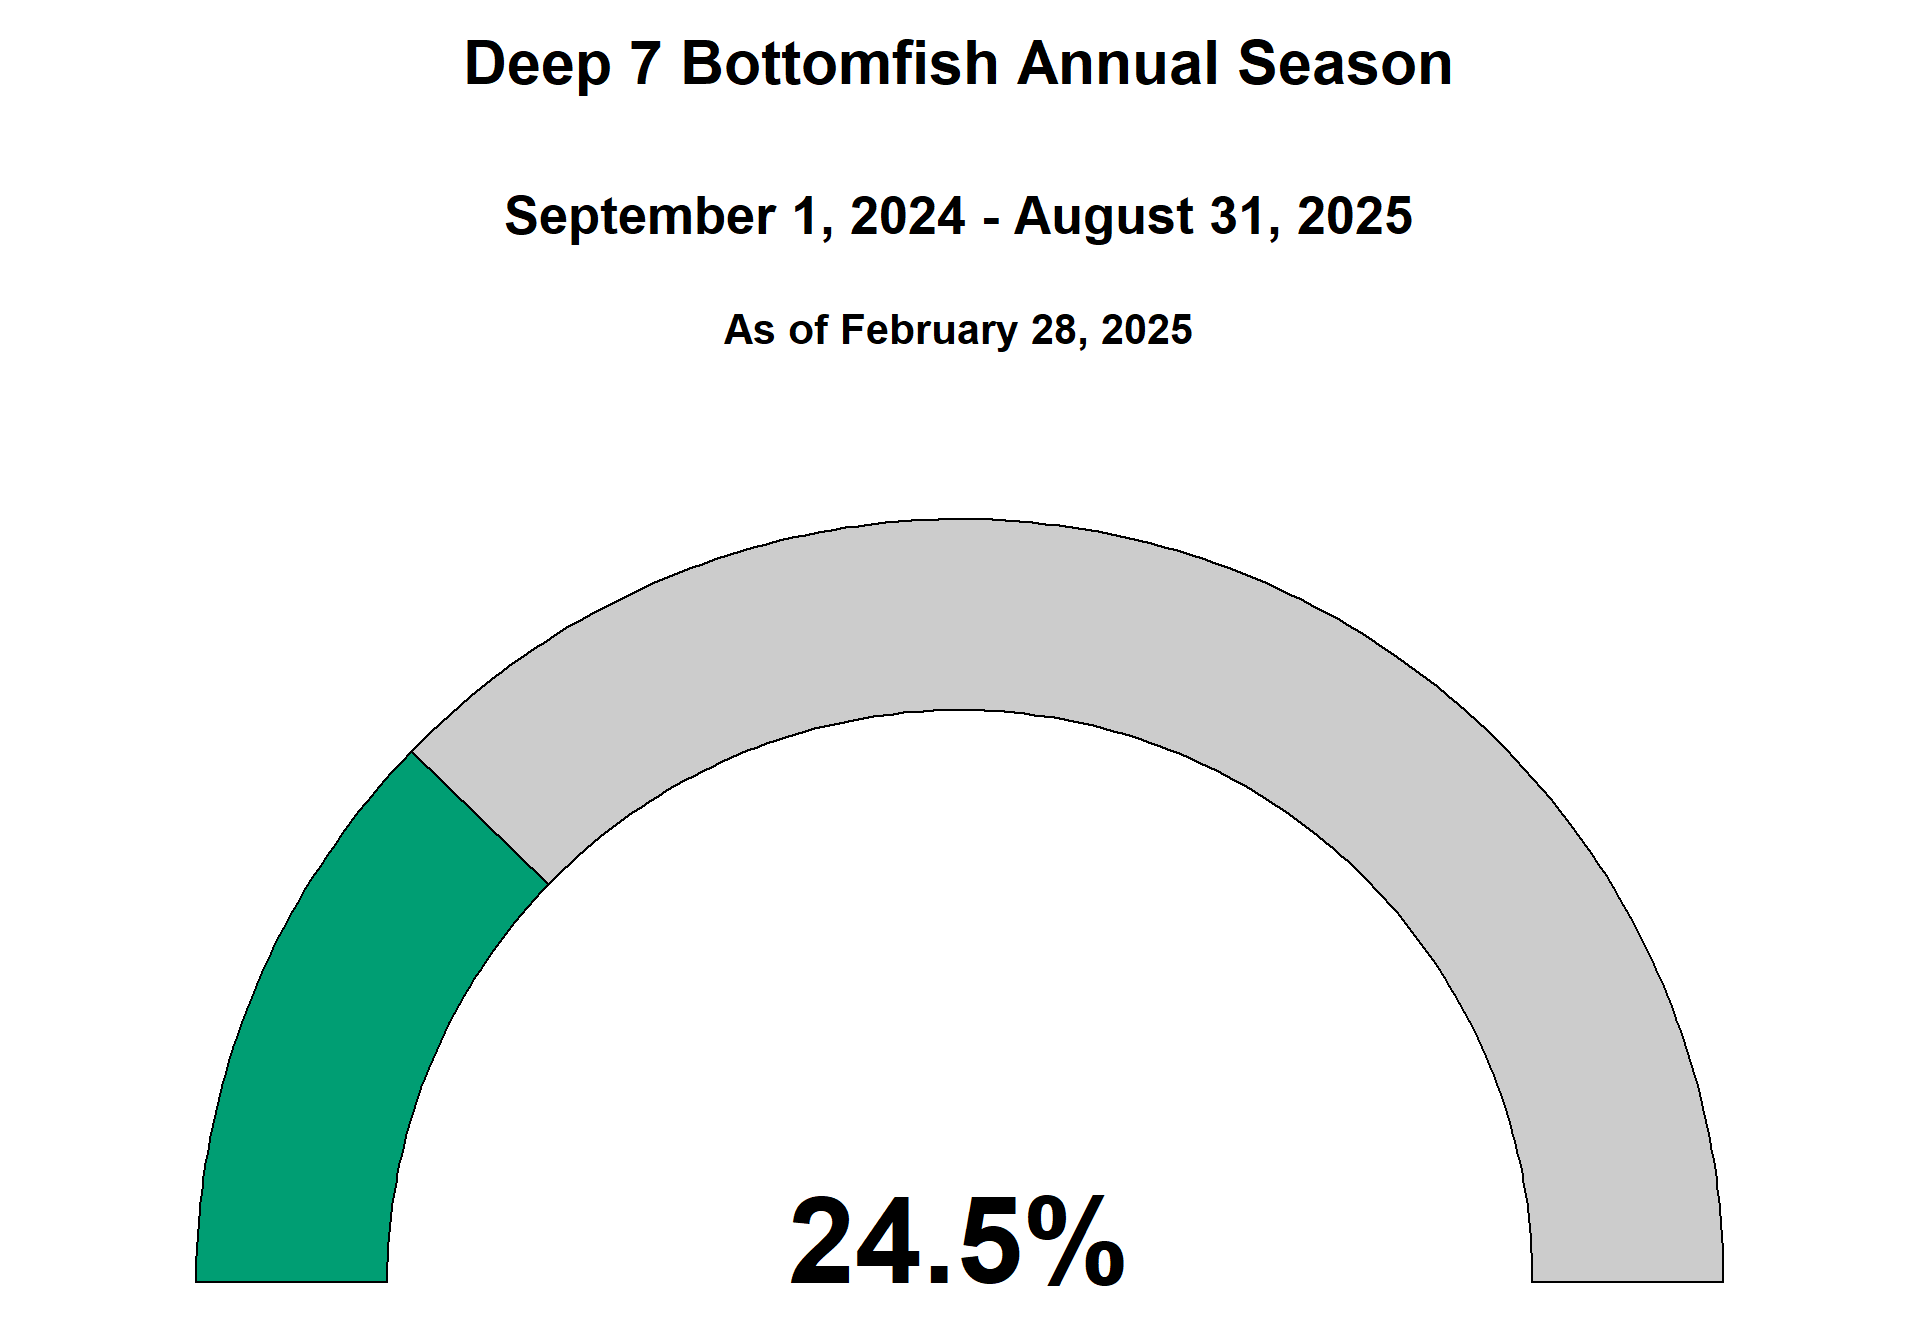 Deep 7 Bottomfish Annual Season
September 1, 2024 - August 31, 2025
As of February 28, 2025
24.5%